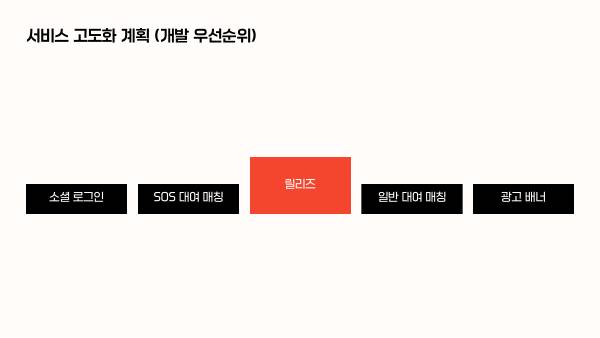 서비스 고도화 계획 (개발 우선순위)
소셜 로그인
SOS 대여 매칭
릴리즈
일반 대여 매칭
광고 배너